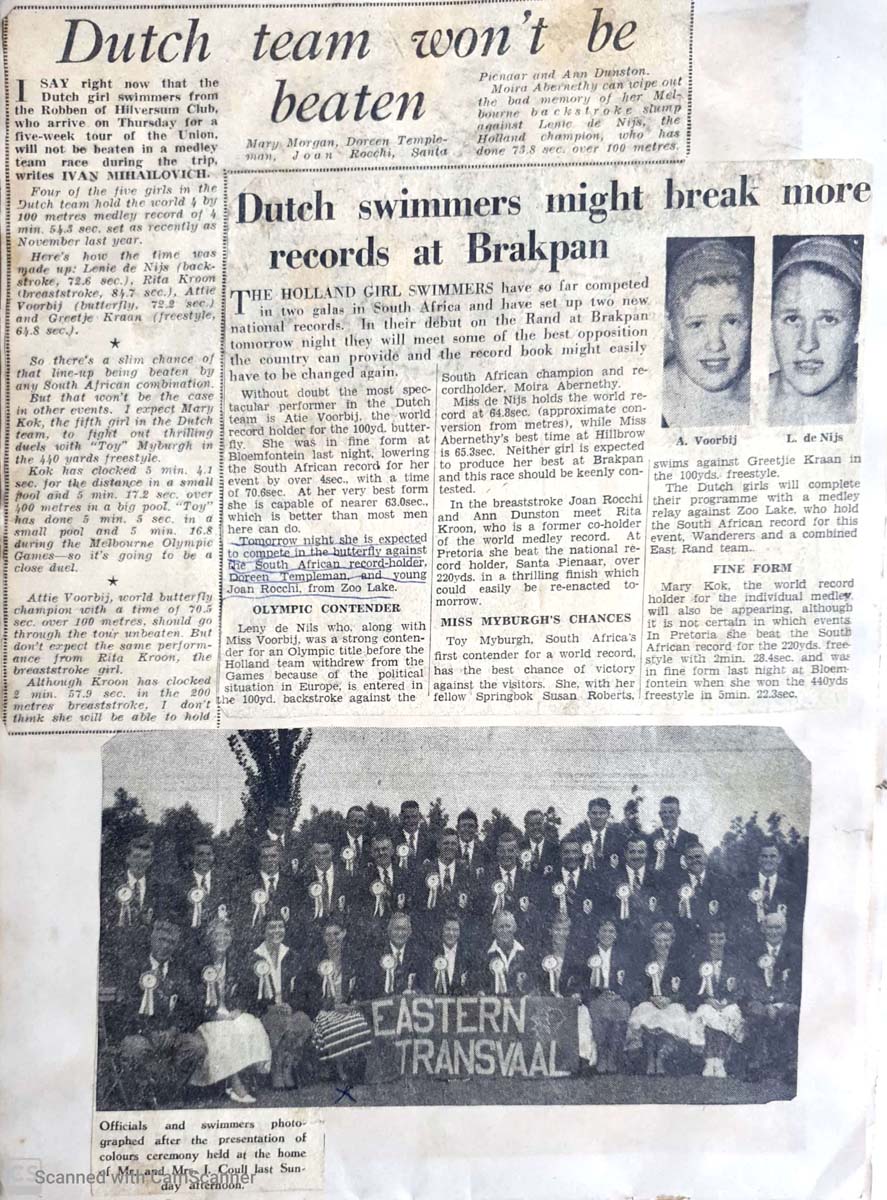 Dutch team won't be
beaten
I SAY right now that the
Dutch girl swimmers from
the Robben of Hilversum Club,
who arrive on Thursday for a
five-week tour of the Union,
will not be beaten in a medley
team race during the trip,
writes IVAN MIHAILOVICH.
Four of the five girls in the
Dutch team hold the world 4 by
100 metres medley record of 4
min. 54.3 sec. set as recently as
November last year.
Here's how the time was
made up: Lenie de Nijs (back-
stroke, 72.6 sec.), Rita Kroon
(breaststroke, 84.7 sec.), Attie
Voorbij (butterfly, 72.2 sec.)
and Greetje Kraan (freestyle,
64.8 sec.).
★
So there's a slim chance of
that line-up being beaten by
any South African combination.
But that won't be the case
in other events. I expect Mary
Kok, the fifth girl in the Dutch
team, to fight out thrilling
duels with "Toy" Myburgh in
the 440 yards freestyle.
Kok has clocked 5 min. 4.1
sec. for the distance in a small
pool and 5 min. 17.2 sec. over
400 metres in a big pool. "Toy"
has done 5 min. 5 sec. in a
small pool and 5 min. 16.8
during the Melbourne Olympic
Games—so it's going to be a
close duel.
★
Attie Voorbij, world butterfly
champion with a time of 70.5
sec. over 100 metres, should go
through the tour unbeaten. But
don't expect the same perform-
ance from Rita Kroon, the
breaststroke girl.
Although Kroon has clocked
2 min. 57.9 sec. in the 200
metres breaststroke, I don't
think she will be able to hold
Mary Morgan, Doreen Temple-
man, Joan Rocchi, Santa
Pienaar and Ann Dunston.
Moira Abernethy can wipe out
the bad memory of her Mel-
bourne backstroke slump
against Lenie de Nijs, the
Holland champion, who has
done 73.8 sec. over 100 metres.
Dutch swimmers might break more
records at Brakpan
THE HOLLAND GIRL SWIMMERS have so far competed
in two galas in South Africa and have set up two new
national records. In their debut on the Rand at Brakpan
tomorrow night they will meet some of the best opposition
the country can provide and the record book might easily
have to be changed again.
Without doubt the most spec-
tacular performer in the Dutch
team is Atie Voorbij, the world
record holder for the 100yd. butter-
fly. She was in fine form at
Bloemfontein last night, lowering
the South African record for her
event by over 4sec., with a time
of 70.6sec. At her very best form
she is capable of nearer 63.0sec.,
which is better than most men
here can do.
Tomorrow night she is expected
to compete in the butterfly against
the South African record-holder,
Doreen Templeman, and young
Joan Rocchi, from Zoo Lake.
OLYMPIC CONTENDER
Leny de Nils who, along with
Miss Voorbij, was a strong conten-
der for an Olympic title before the
Holland team withdrew from the
Games because of the political
situation in Europe, is entered in
the 100yd. backstroke against the
South African champion and re-
cordholder, Moira Abernethy.
Miss de Nijs holds the world re-
cord at 64.8sec. (approximate con-
version from metres), while Miss
Abernethy's best time at Hillbrow
is 65.3sec. Neither girl is expected
to produce her best at Brakpan
and this race should be keenly con-
tested.
In the breaststroke Joan Rocchi
and Ann Dunston meet Rita
Kroon, who is a former co-holder
of the world medley record. At
Pretoria she beat the national re-
cord holder, Santa Pienaar, over
220yds. in a thrilling finish which
could easily be re-enacted to-
morrow.
MISS MYBURGH'S CHANCES
Toy Myburgh, South Africa's
first contender for a world record,
has the best chance of victory
against the visitors. She, with her
fellow Springbok Susan Roberts,
A. Voorbij
L. de Nijs
swims against Greetjie Kraan in
the 100yds. freestyle.
The Dutch girls will complete
their programme with a medley
relay against Zoo Lake, who hold
the South African record for this
event, Wanderers and a combined
East Rand team.
FINE FORM
Mary Kok, the world record
holder for the individual medley
will also be appearing, although
it is not certain in which events.
In Pretoria she beat the South
African record for the 220yds. free-
style with 2min. 28.4sec. and was
in fine form last night at Bloem-
fontein when she won the 440yds
freestyle in 5min. 22.3sec.
EASTERN
TRANSVAAL
Officials and swimmers photo-
graphed after the presentation of
colours ceremony held at the home
of Mr. and Mrs. J. Coull last Sun-
day afternoon.
CS
Scanned with CamScanner